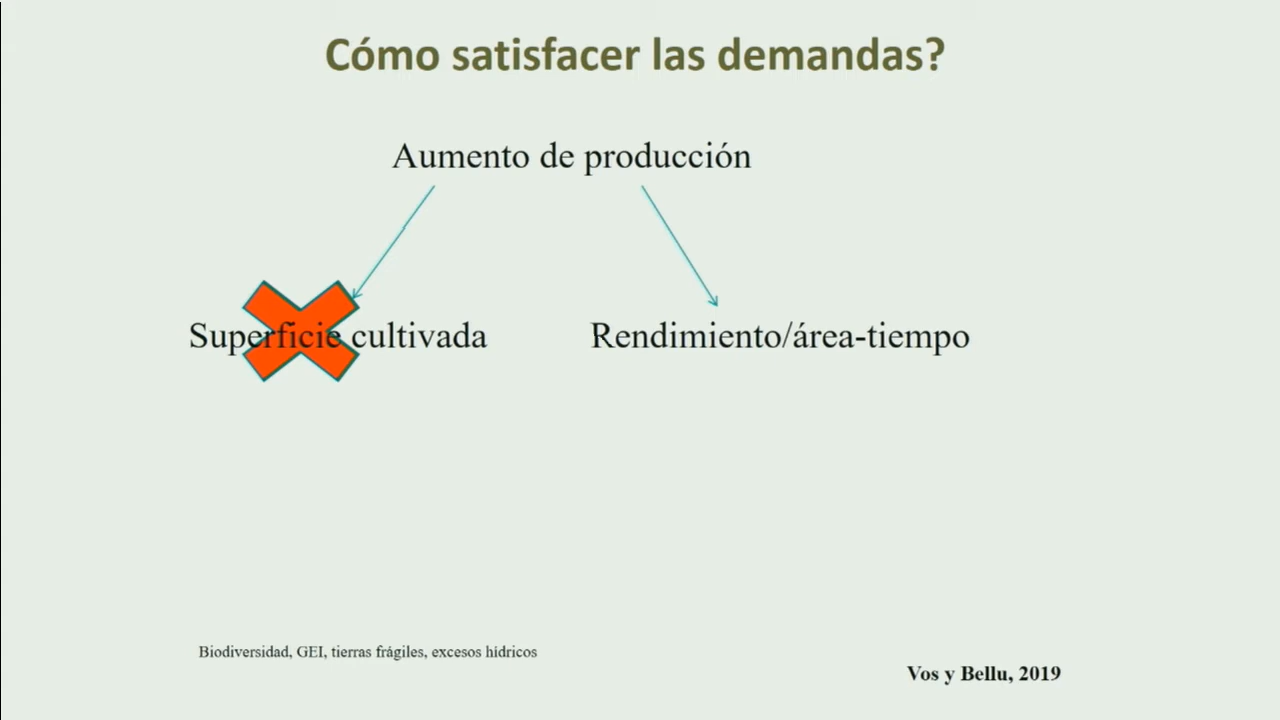 Cómo satisfacer las demandas?
Aumento de producción
Superficie cultivada
Rendimiento/área-tiempo
Biodiversidad, GEI, tierras frágiles, excesos hídricos
Vos y Bellu, 2019